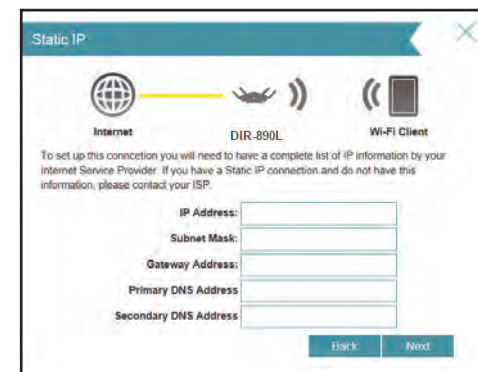 Static IP
Internet
DIR-890L
Wi-Fi Client
To set up this conncetion you will need to have a complete list of IP information by your
Internet Service Provider. If you have a Static IP connection and do not have this
information, please contact your ISP.
IP Address:
Subnet Mask:
Gateway Address:
Primary DNS Address
Secondary DNS Address
Back Next